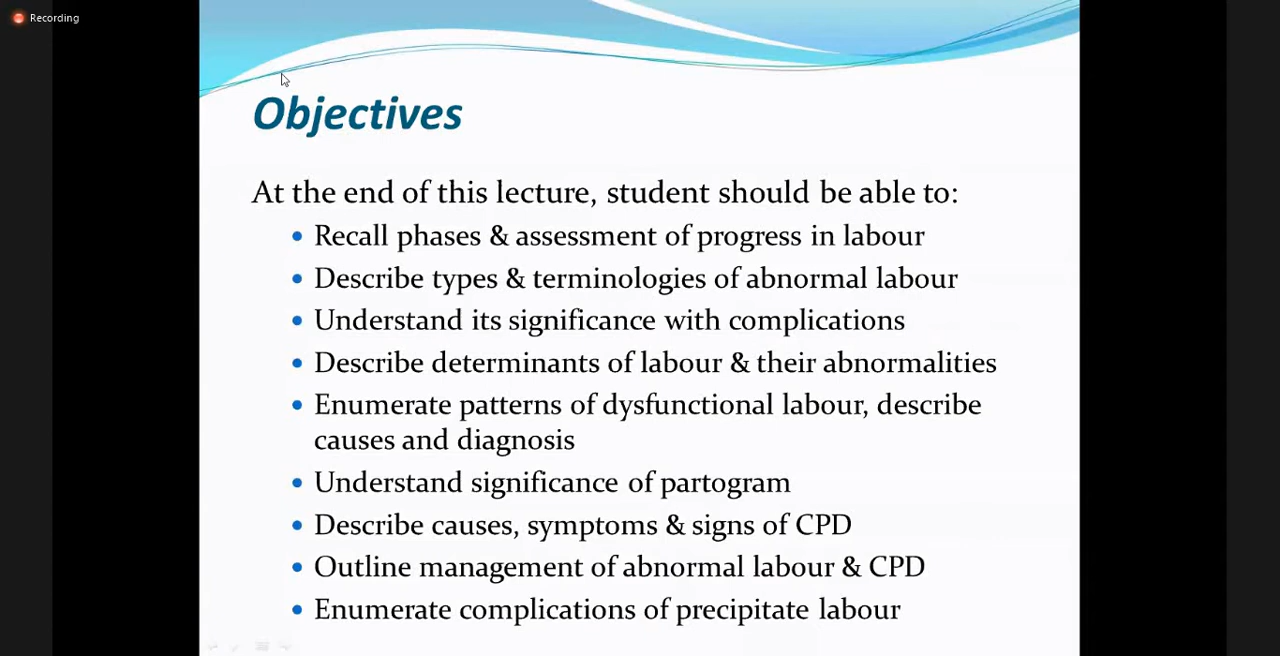 Recording
Objectives
At the end of this lecture, student should be able to:
• Recall phases & assessment of progress in labour
• Describe types & terminologies of abnormal labour
• Understand its significance with complications
• Describe determinants of labour & their abnormalities
• Enumerate patterns of dysfunctional labour, describe
causes and diagnosis
• Understand significance of partogram
• Describe causes, symptoms & signs of CPD
• Outline management of abnormal labour & CPD
• Enumerate complications of precipitate labour